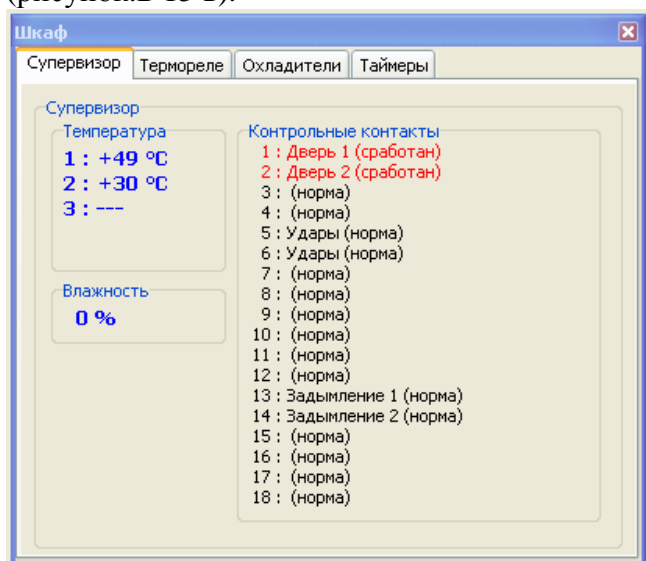 Шкаф
Супервизор Термореле Охладители Таймеры
Супервизор
Температура
1 : +49 ºC
2 : +30 ºC
3 : ---
Влажность
0 %
Контрольные контакты
1 : Дверь 1 (сработан)
2 : Дверь 2 (сработан)
3 : (норма)
4 : (норма)
5 : Удары (норма)
6 : Удары (норма)
7 : (норма)
8 : (норма)
9 : (норма)
10 : (норма)
11 : (норма)
12 : (норма)
13 : Задымление 1 (норма)
14 : Задымление 2 (норма)
15 : (норма)
16 : (норма)
17 : (норма)
18 : (норма)